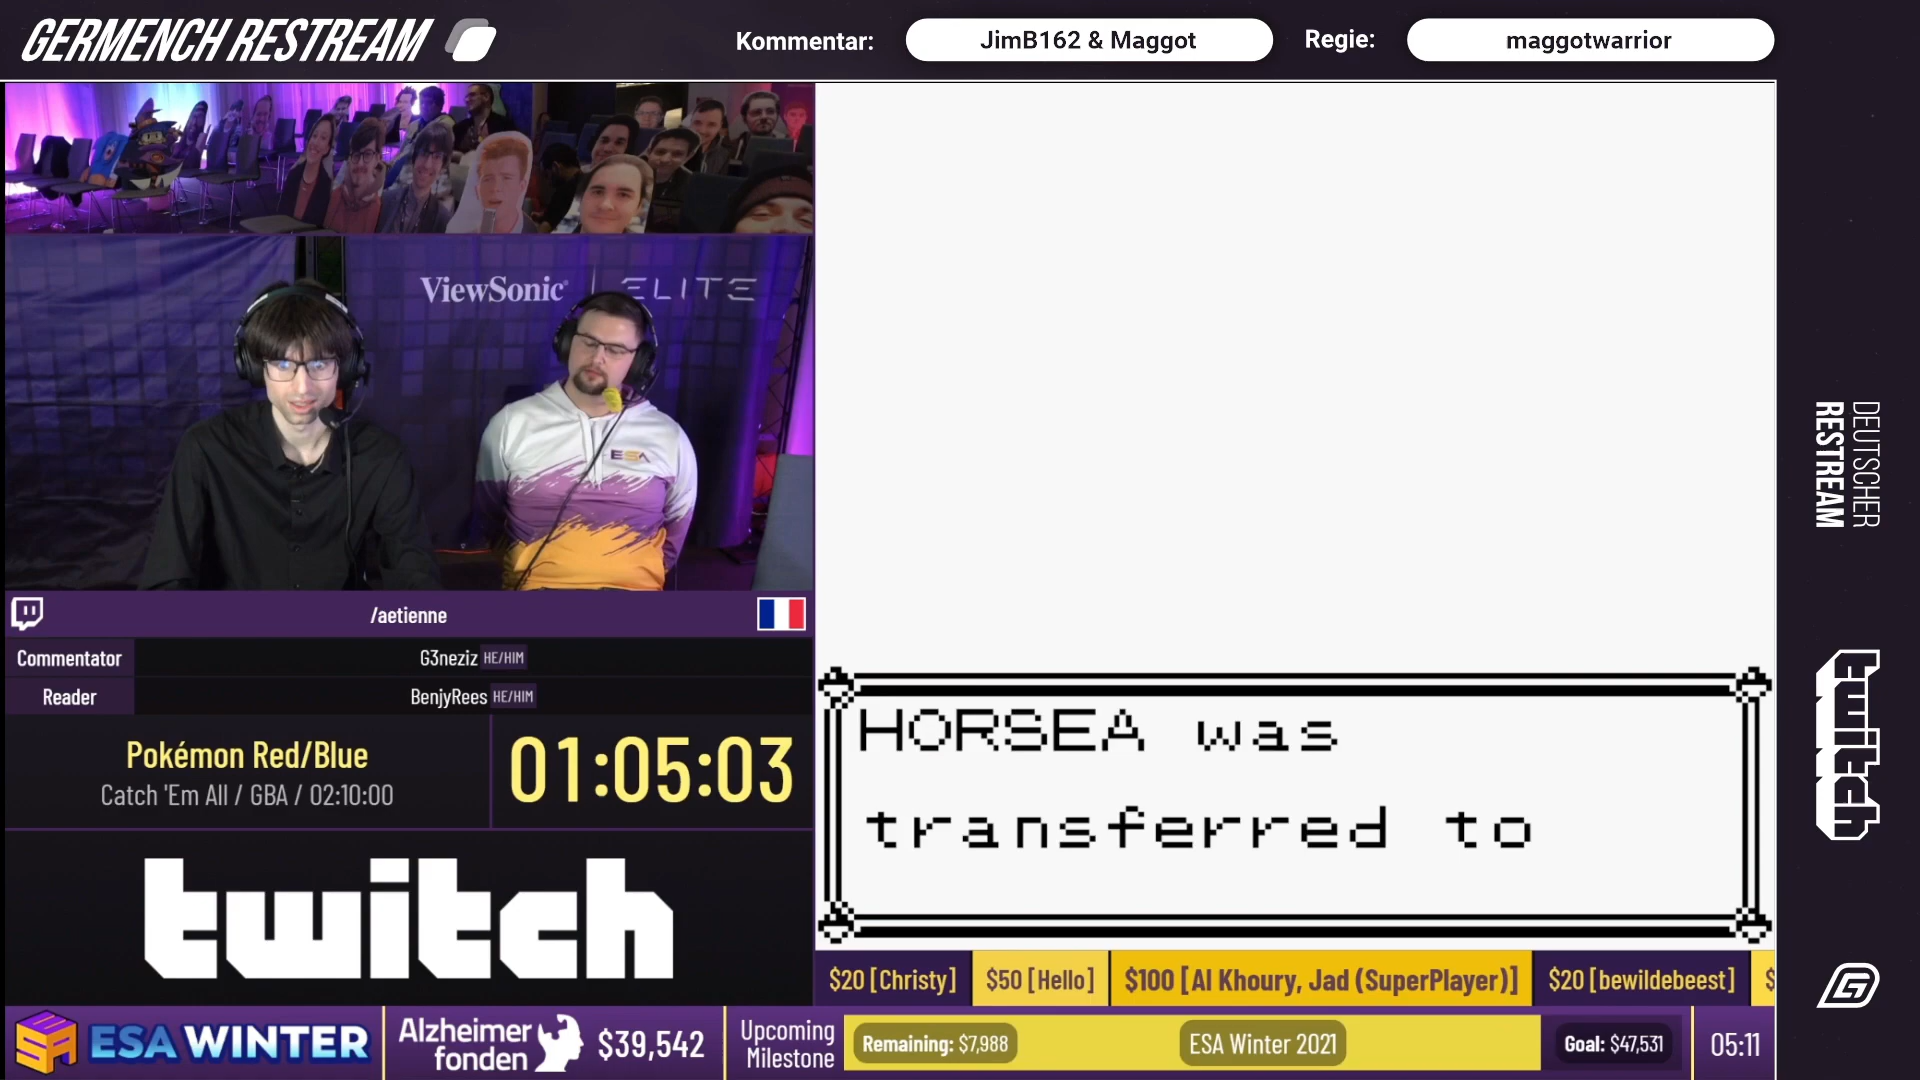 GERMENCH RESTREAM
Kommentar:
JimB162 & Maggot
Regie:
maggotwarrior
ViewSonic
ELITE
ESA
/aetienne
Commentator
G3neziz HE/HIM
Reader
BenjyRees HE/HIM
Pokémon Red/Blue
Catch 'Em All / GBA / 02:10:00
01:05:03
twitch
HORSEA was
transferred to
$20 [Christy]
$50 [Hello]
$100 [Al Khoury, Jad (SuperPlayer)]
$20 [bewildebeest]
$
ESA WINTER
Alzheimer
fonden
$39,542
Upcoming
Milestone
Remaining: $7,988
ESA Winter 2021
Goal: $47,531
05:11
DEUTSCHER
RESTREAM
twitch